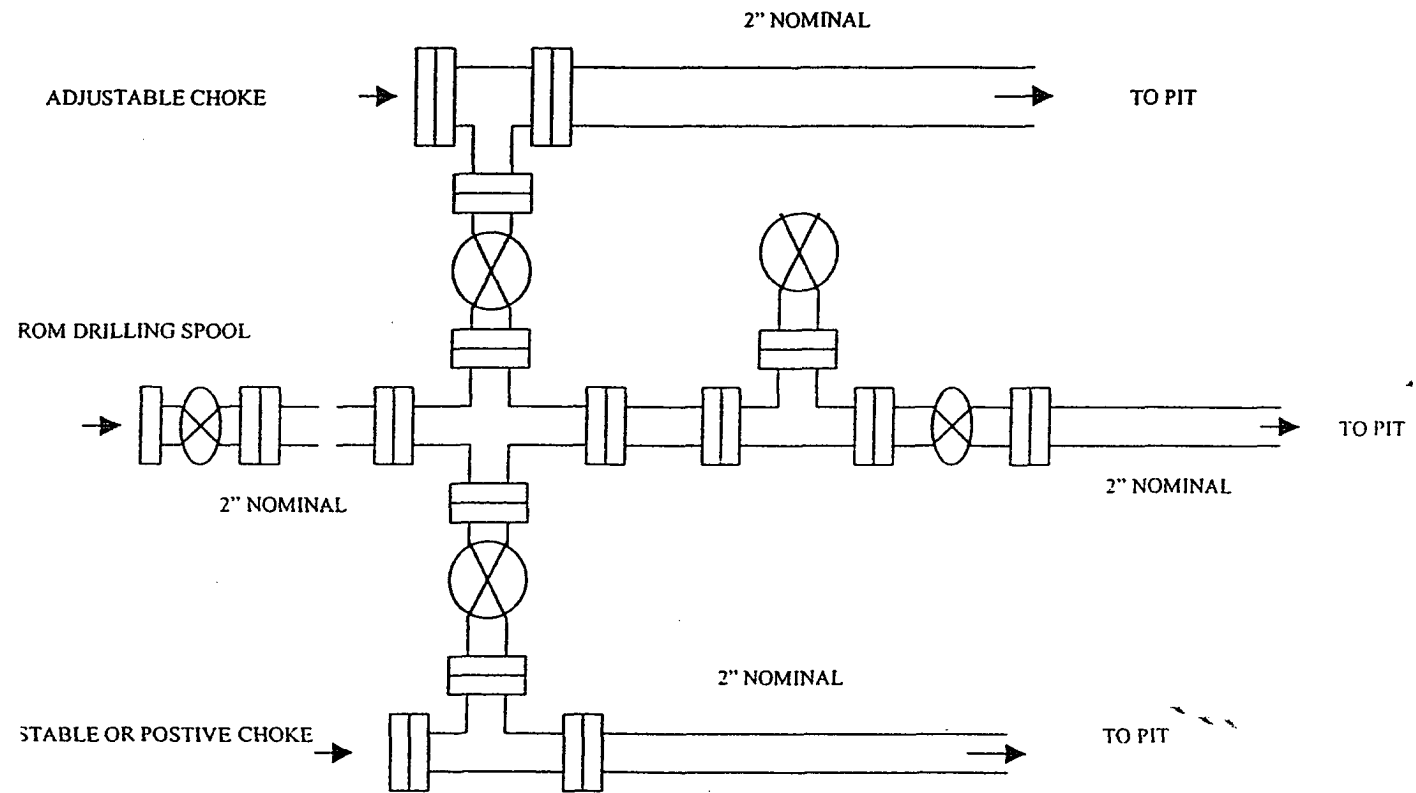 2” NOMINAL
ADJUSTABLE CHOKE
TO PIT
ROM DRILLING SPOOL
TO PIT
2” NOMINAL
2” NOMINAL
2” NOMINAL
STABLE OR POSTIVE CHOKE
TO PIT